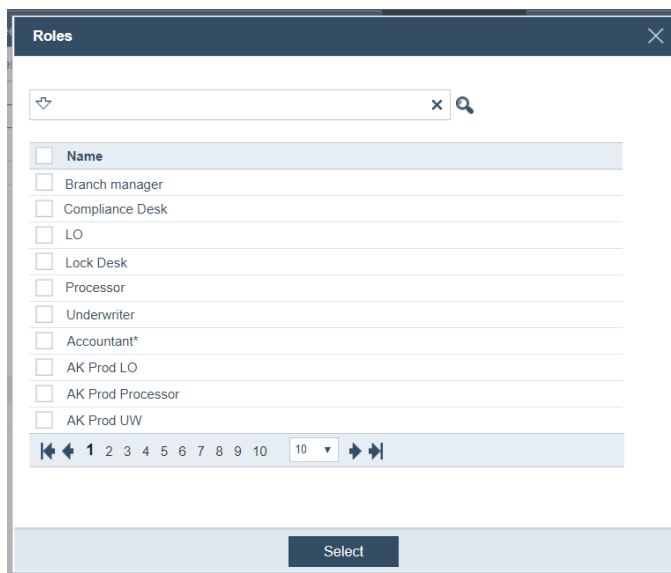 Roles
Name
Branch manager
Compliance Desk
LO
Lock Desk
Processor
Underwriter
Accountant*
AK Prod LO
AK Prod Processor
AK Prod UW
1 2 3 4 5 6 7 8 9 10 10
Select